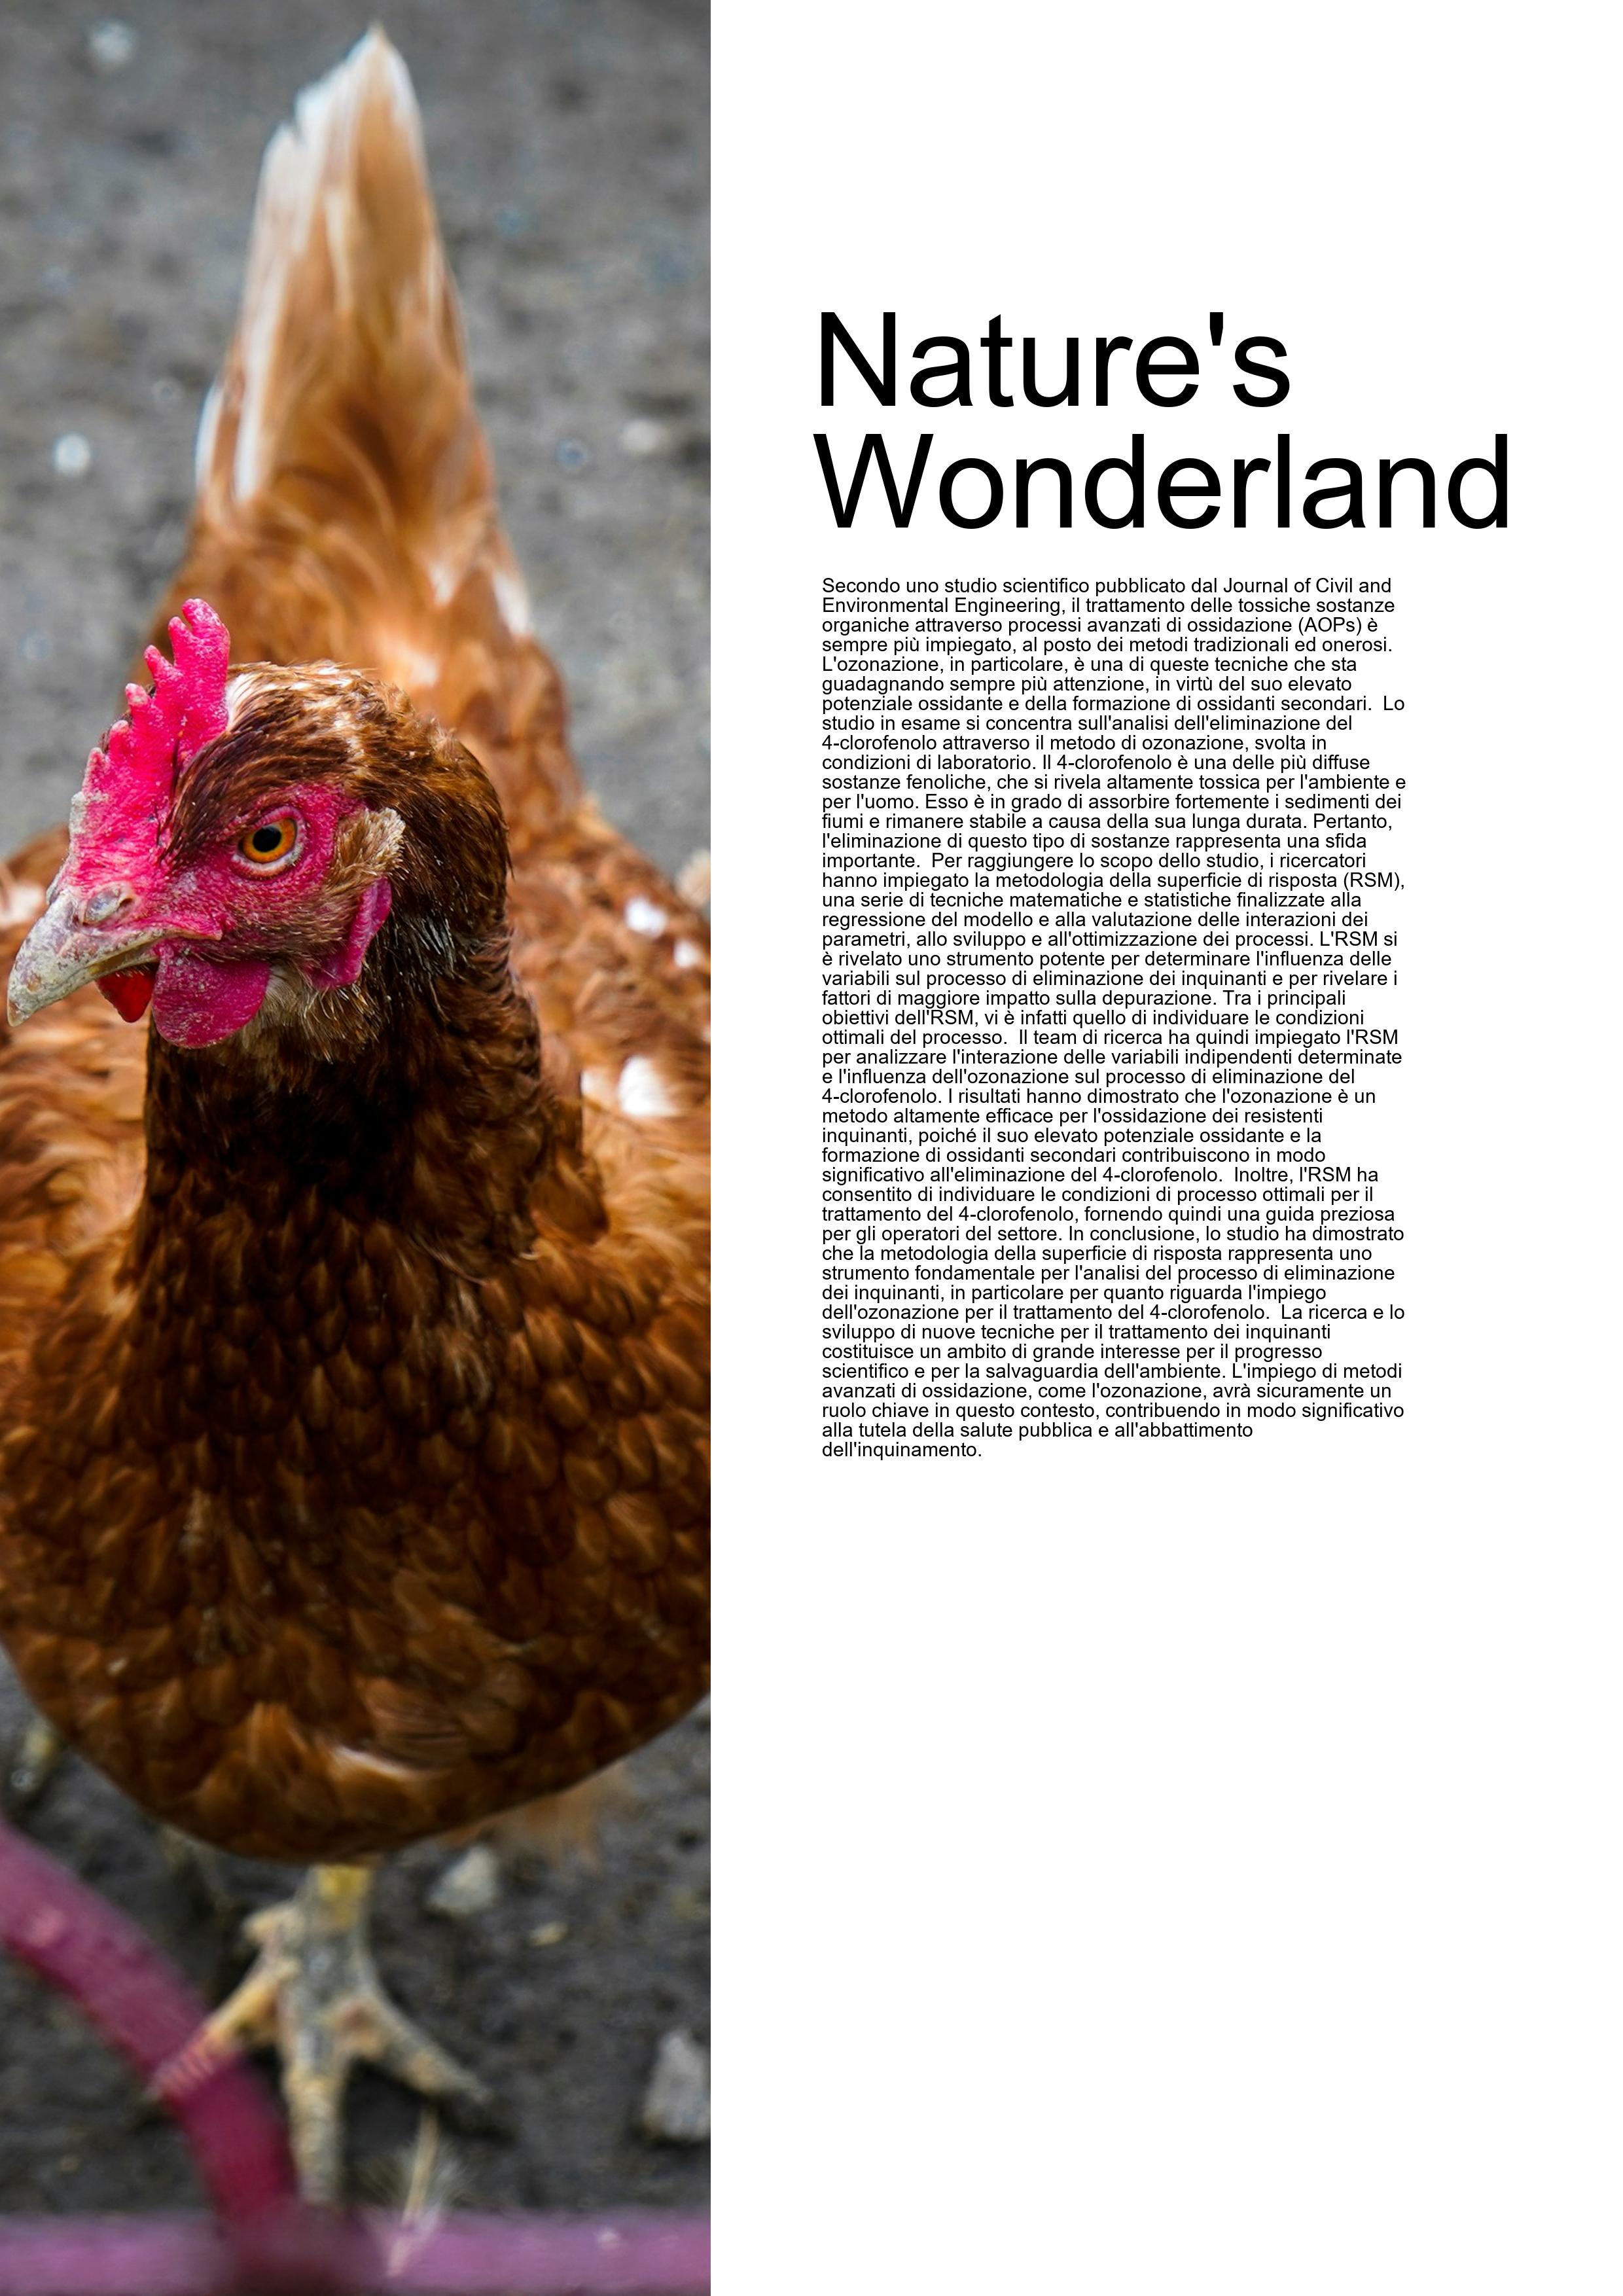 Nature's
Wonderland
Secondo uno studio scientifico pubblicato dal Journal of Civil and
Environmental Engineering, il trattamento delle tossiche sostanze
organiche attraverso processi avanzati di ossidazione (AOPs) è
sempre più impiegato, al posto dei metodi tradizionali ed onerosi.
L'ozonazione, in particolare, è una di queste tecniche che sta
guadagnando sempre più attenzione, in virtù del suo elevato
potenziale ossidante e della formazione di ossidanti secondari.  Lo
studio in esame si concentra sull'analisi dell'eliminazione del
4-clorofenolo attraverso il metodo di ozonazione, svolta in
condizioni di laboratorio. Il 4-clorofenolo è una delle più diffuse
sostanze fenoliche, che si rivela altamente tossica per l'ambiente e
per l'uomo. Esso è in grado di assorbire fortemente i sedimenti dei
fiumi e rimanere stabile a causa della sua lunga durata. Pertanto,
l'eliminazione di questo tipo di sostanze rappresenta una sfida
importante.  Per raggiungere lo scopo dello studio, i ricercatori
hanno impiegato la metodologia della superficie di risposta (RSM),
una serie di tecniche matematiche e statistiche finalizzate alla
regressione del modello e alla valutazione delle interazioni dei
parametri, allo sviluppo e all'ottimizzazione dei processi. L'RSM si
è rivelato uno strumento potente per determinare l'influenza delle
variabili sul processo di eliminazione dei inquinanti e per rivelare i
fattori di maggiore impatto sulla depurazione. Tra i principali
obiettivi dell'RSM, vi è infatti quello di individuare le condizioni
ottimali del processo.  Il team di ricerca ha quindi impiegato l'RSM
per analizzare l'interazione delle variabili indipendenti determinate
e l'influenza dell'ozonazione sul processo di eliminazione del
4-clorofenolo. I risultati hanno dimostrato che l'ozonazione è un
metodo altamente efficace per l'ossidazione dei resistenti
inquinanti, poiché il suo elevato potenziale ossidante e la
formazione di ossidanti secondari contribuiscono in modo
significativo all'eliminazione del 4-clorofenolo.  Inoltre, l'RSM ha
consentito di individuare le condizioni di processo ottimali per il
trattamento del 4-clorofenolo, fornendo quindi una guida preziosa
per gli operatori del settore. In conclusione, lo studio ha dimostrato
che la metodologia della superficie di risposta rappresenta uno
strumento fondamentale per l'analisi del processo di eliminazione
dei inquinanti, in particolare per quanto riguarda l'impiego
dell'ozonazione per il trattamento del 4-clorofenolo.  La ricerca e lo
sviluppo di nuove tecniche per il trattamento dei inquinanti
costituisce un ambito di grande interesse per il progresso
scientifico e per la salvaguardia dell'ambiente. L'impiego di metodi
avanzati di ossidazione, come l'ozonazione, avrà sicuramente un
ruolo chiave in questo contesto, contribuendo in modo significativo
alla tutela della salute pubblica e all'abbattimento
dell'inquinamento.